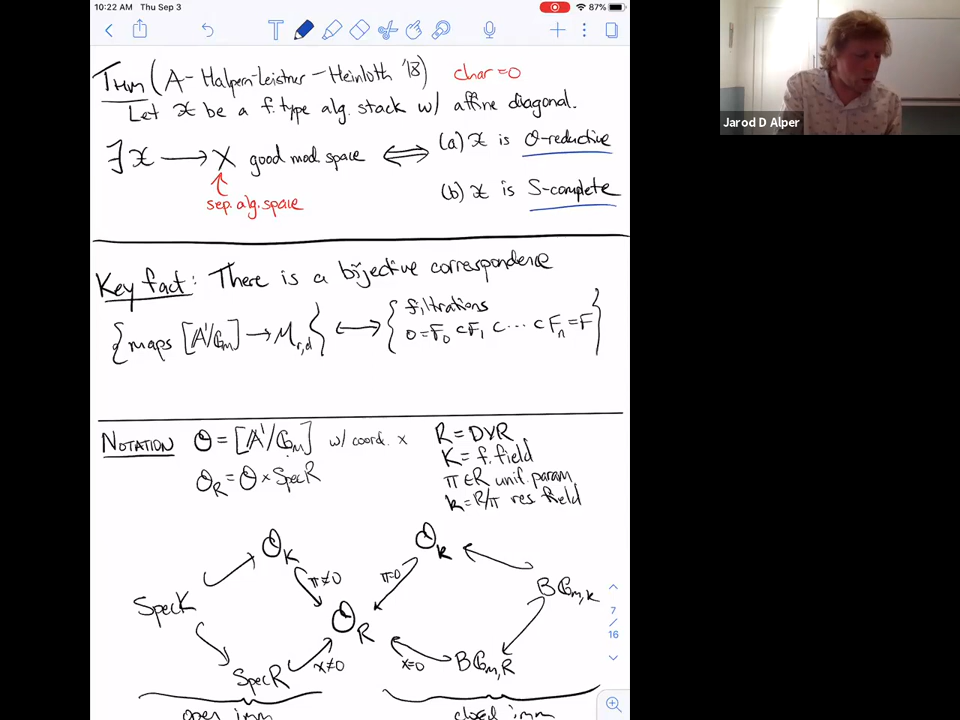 10:22 AM Thu Sep 3
87%
Thm (A-Halpern-Leistner-Heinloth '18) char=0
Let 𝒳 be a f.type alg. stack w/ affine diagonal.
∃ 𝒳 → X good mod. space ⟺ (a) 𝒳 is Θ-reductive
sep. alg. space
(b) 𝒳 is S-complete
Key fact: There is a bijective correspondence
{maps [A¹/Gm] → M_{r,d}} ↔ {filtrations 0=F₀ ⊂ F₁ ⊂ ··· ⊂ Fₙ = F}
NOTATION Θ = [A¹/Gm] w/ coord. x
Θ_R = Θ × Spec R
R = DVR
K = f. field
π ∈ R unif. param
k = R/π res. field
Θ_K
Θ_k
π≠0
π=0
Spec K
BGm,k
Θ_R
Spec R
x≠0
x=0
BGm,R
open imm
closed imm
7
/
16
Jarod D Alper